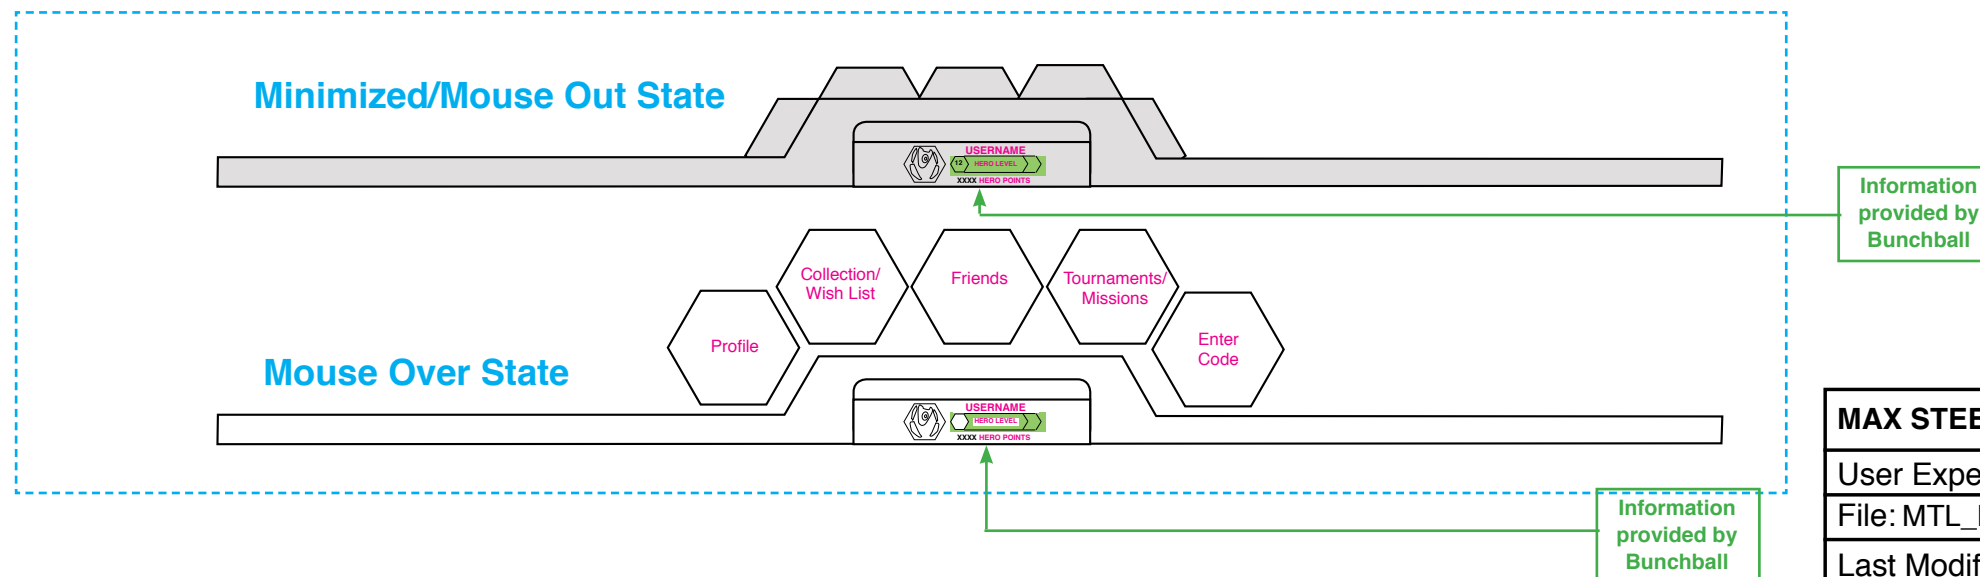 Minimized/Mouse Out State
USERNAME
12 HERO LEVEL
XXXX HERO POINTS
Information
provided by
Bunchball
Collection/
Wish List
Friends
Tournaments/
Missions
Profile
Enter
Code
Mouse Over State
USERNAME
HERO LEVEL
XXXX HERO POINTS
Information
provided by
Bunchball
MAX STEE
User Expe
File: MTL_
Last Modif